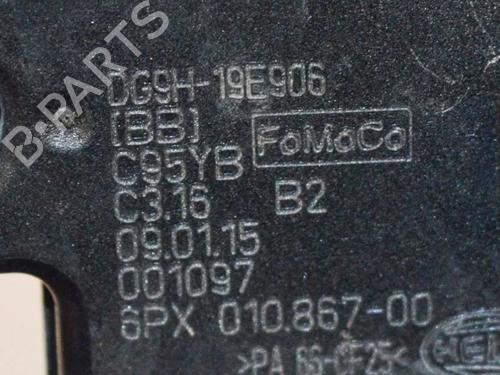 B-PARTS
DG9H-19E906
[BB]
FoMoCo
C95YB
C3.16 B2
09.01.15
001097
6PX 010.867-00
>PA 66-GF25<